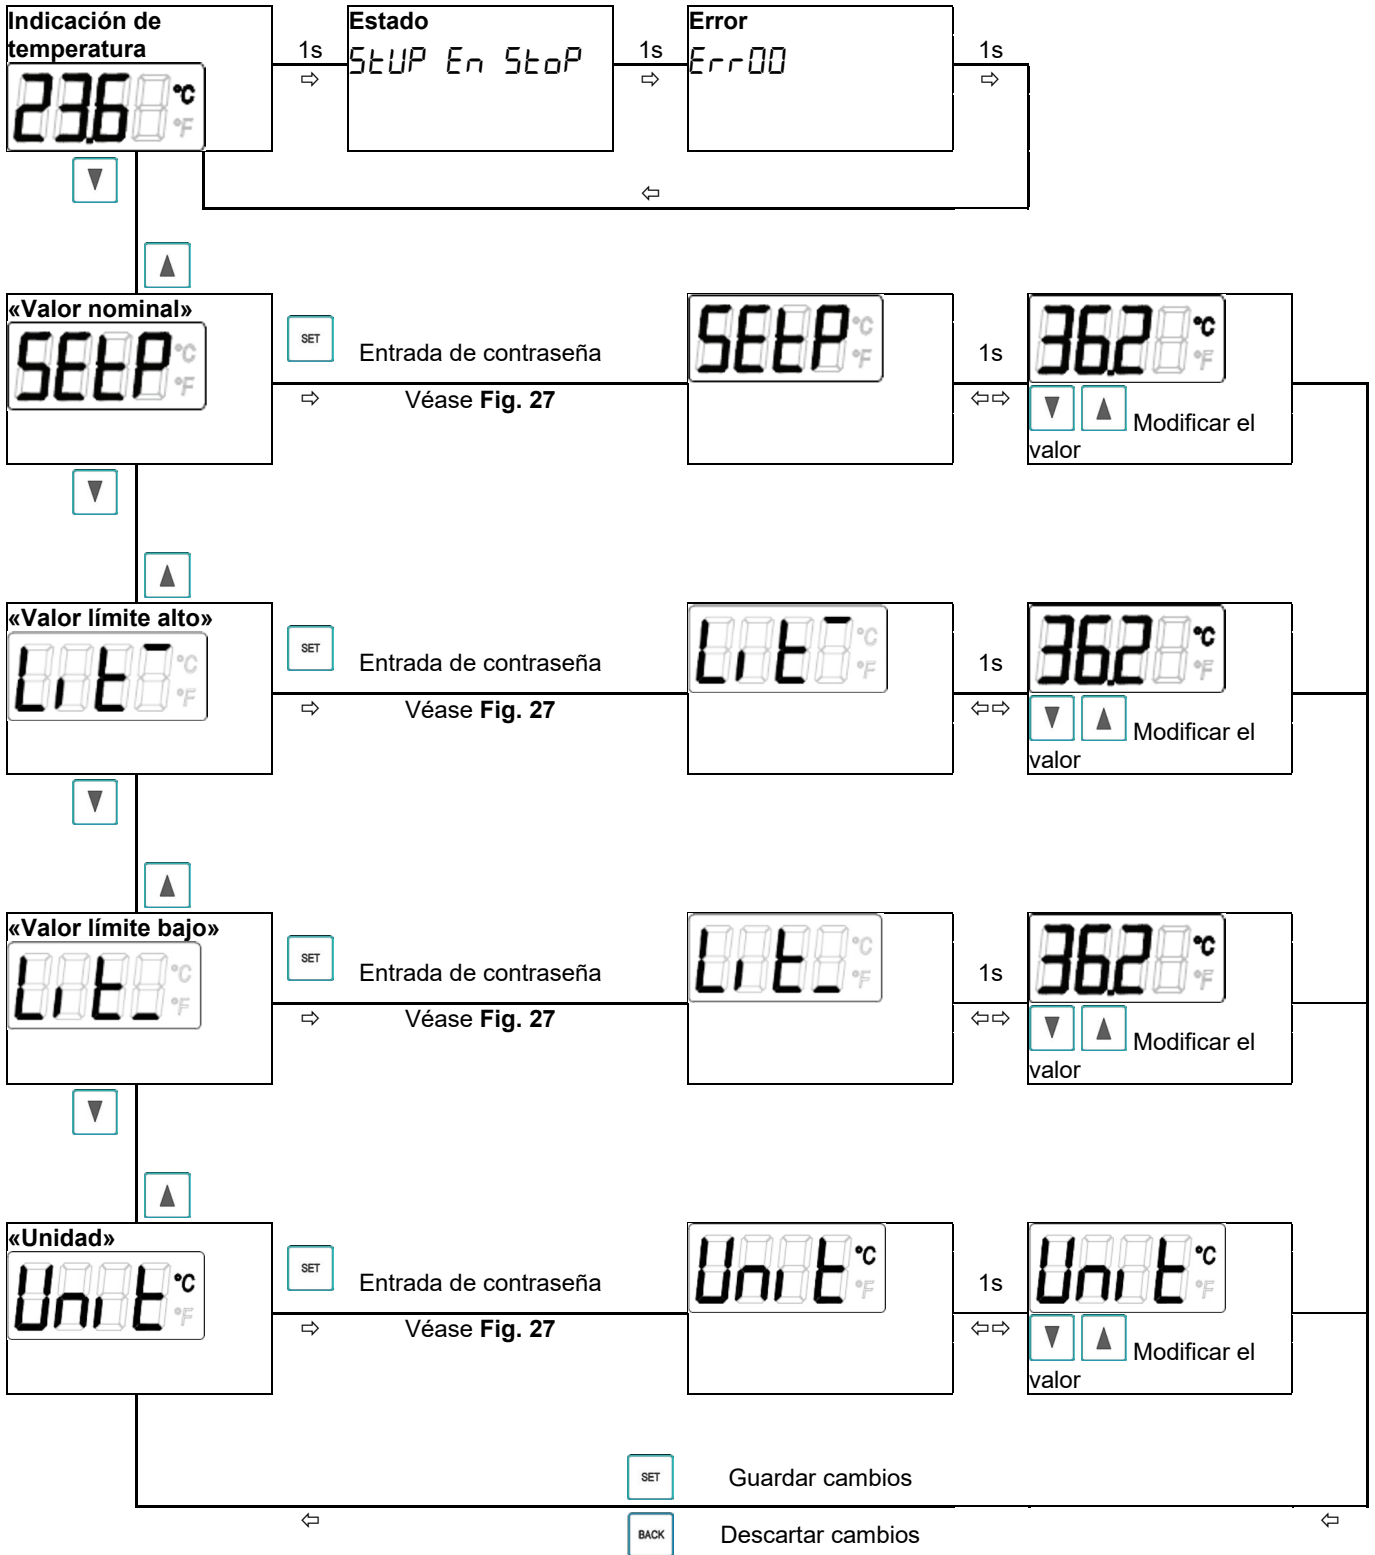 Indicación de
temperatura
23.6 °C
°F
1s
Estado
StUP En StoP
1s
Error
Err00
1s
«Valor nominal»
SEtP °C
°F
SET
Entrada de contraseña
Véase Fig. 27
SEtP °C
°F
1s
36.2 °C
°F
Modificar el
valor
«Valor límite alto»
Lit¯ °C
°F
SET
Entrada de contraseña
Véase Fig. 27
Lit¯ °C
°F
1s
36.2 °C
°F
Modificar el
valor
«Valor límite bajo»
Lit_ °C
°F
SET
Entrada de contraseña
Véase Fig. 27
Lit_ °C
°F
1s
36.2 °C
°F
Modificar el
valor
«Unidad»
Unit °C
°F
SET
Entrada de contraseña
Véase Fig. 27
Unit °C
°F
1s
Unit °C
°F
Modificar el
valor
SET Guardar cambios
BACK Descartar cambios